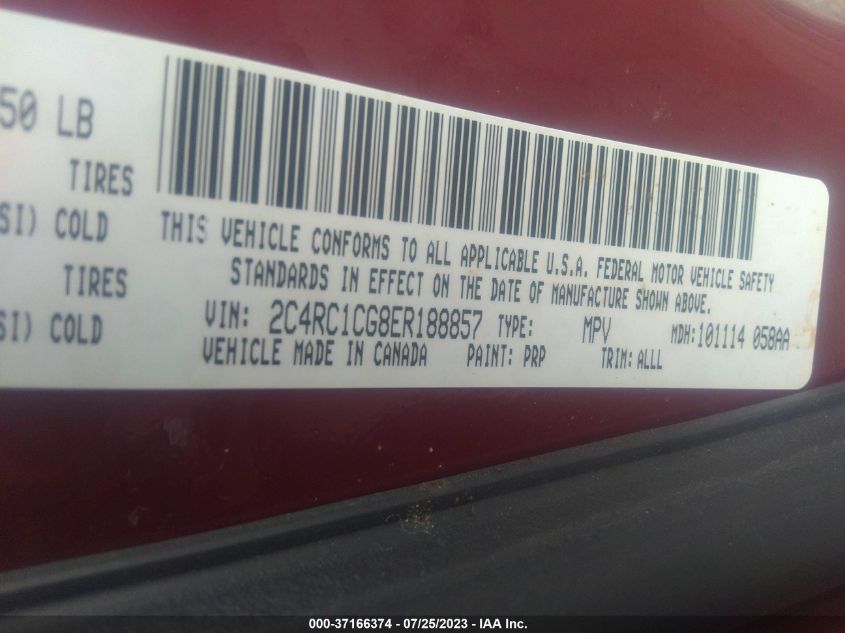 50 LB
TIRES
SI) COLD
TIRES
SI) COLD
THIS VEHICLE CONFORMS TO ALL APPLICABLE U.S.A. FEDERAL MOTOR VEHICLE SAFETY
STANDARDS IN EFFECT ON THE DATE OF MANUFACTURE SHOWN ABOVE.
VIN: 2C4RC1CG8ER188857 TYPE: MPV MDH:101114 058AA
VEHICLE MADE IN CANADA PAINT: PRP TRIM: ALLL
000-37166374 / 07/25/2023 - IAA Inc.